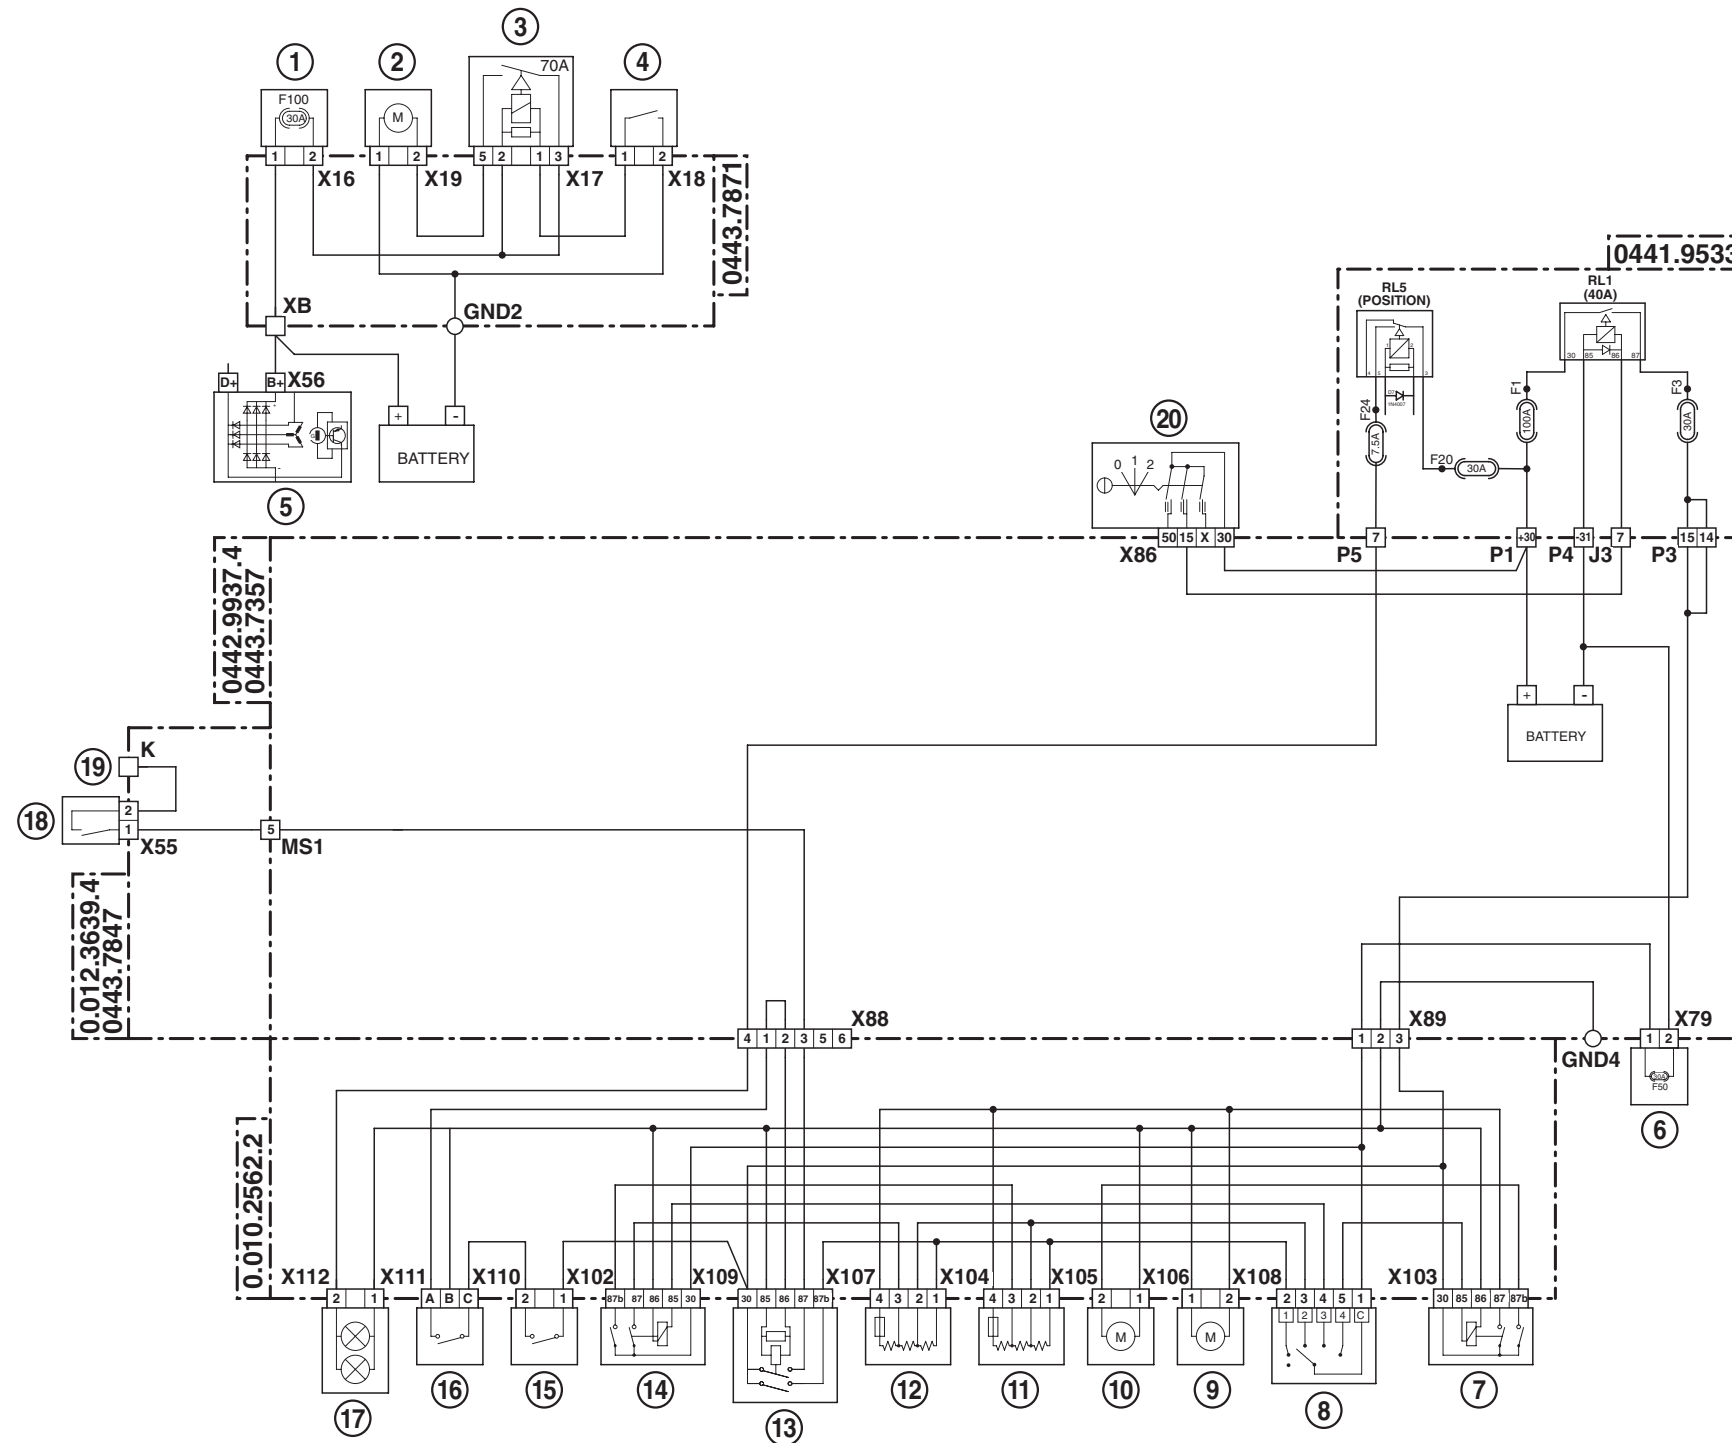 1
2
3
4
F100
30A
M
70A
1 2
1 2
5 2 1 3
1 2
X16
X19
X17
X18
0443.7871
XB
GND2
D+
B+
X56
+
-
BATTERY
5
20
0 1 2
50 15 X 30
X86
0441.9533
RL5
(POSITION)
RL1
(40A)
30 85 86 87
1 2
4 5 3
D7
1N4007
F24
7.5A
F20
30A
F1
100A
F3
30A
7
+30
-31
7
15 14
P5
P1
P4
J3
P3
0442.9937.4
0443.7357
+
-
BATTERY
19
K
18
2
1
X55
5
MS1
0.012.3639.4
0443.7847
X88
4 1 2 3 5 6
X89
1 2 3
GND4
X79
1 2
30A
F50
6
0.010.2562.2
X112
X111
X110
X102
X109
X107
X104
X105
X106
X108
X103
2 1
A B C
2 1
87b 87 86 85 30
30 85 86 87 87b
4 3 2 1
4 3 2 1
2 1
1 2
2 3 4 5 1
30 85 86 87 87b
1 2 3 4 C
M
M
17
16
15
14
13
12
11
10
9
8
7